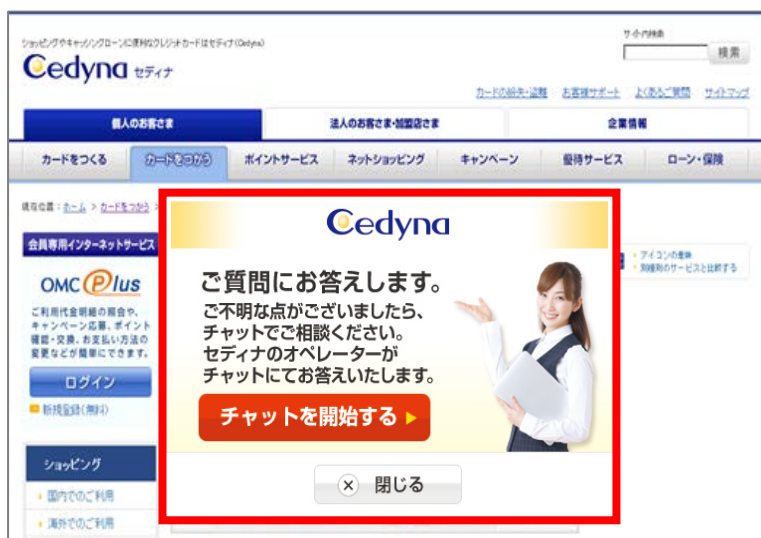 ショッピングやキャッシングローンに便利なクレジットカードはセディナ(Cedyna)
サイト内検索
Cedyna セディナ
検索
カードの紛失・盗難 お客様サポート よくあるご質問 サイトマップ
個人のお客さま 法人のお客さま・加盟店さま 企業情報
カードをつくる カードをつかう ポイントサービス ネットショッピング キャンペーン 優待サービス ローン・保険
現在位置：ホーム > カードをつかう >
会員専用インターネットサービス
OMC Plus
ご利用代金明細の照会や、
キャンペーン応募、ポイント
確認・交換、お支払い方法の
変更などが簡単にできます。
ログイン
新規登録(無料)
ショッピング
国内でのご利用
海外でのご利用
Cedyna
ご質問にお答えします。
ご不明な点がございましたら、
チャットでご相談ください。
セディナのオペレーターが
チャットにてお答えいたします。
チャットを開始する
閉じる
アイコンの意味
別種別のサービスと比較する